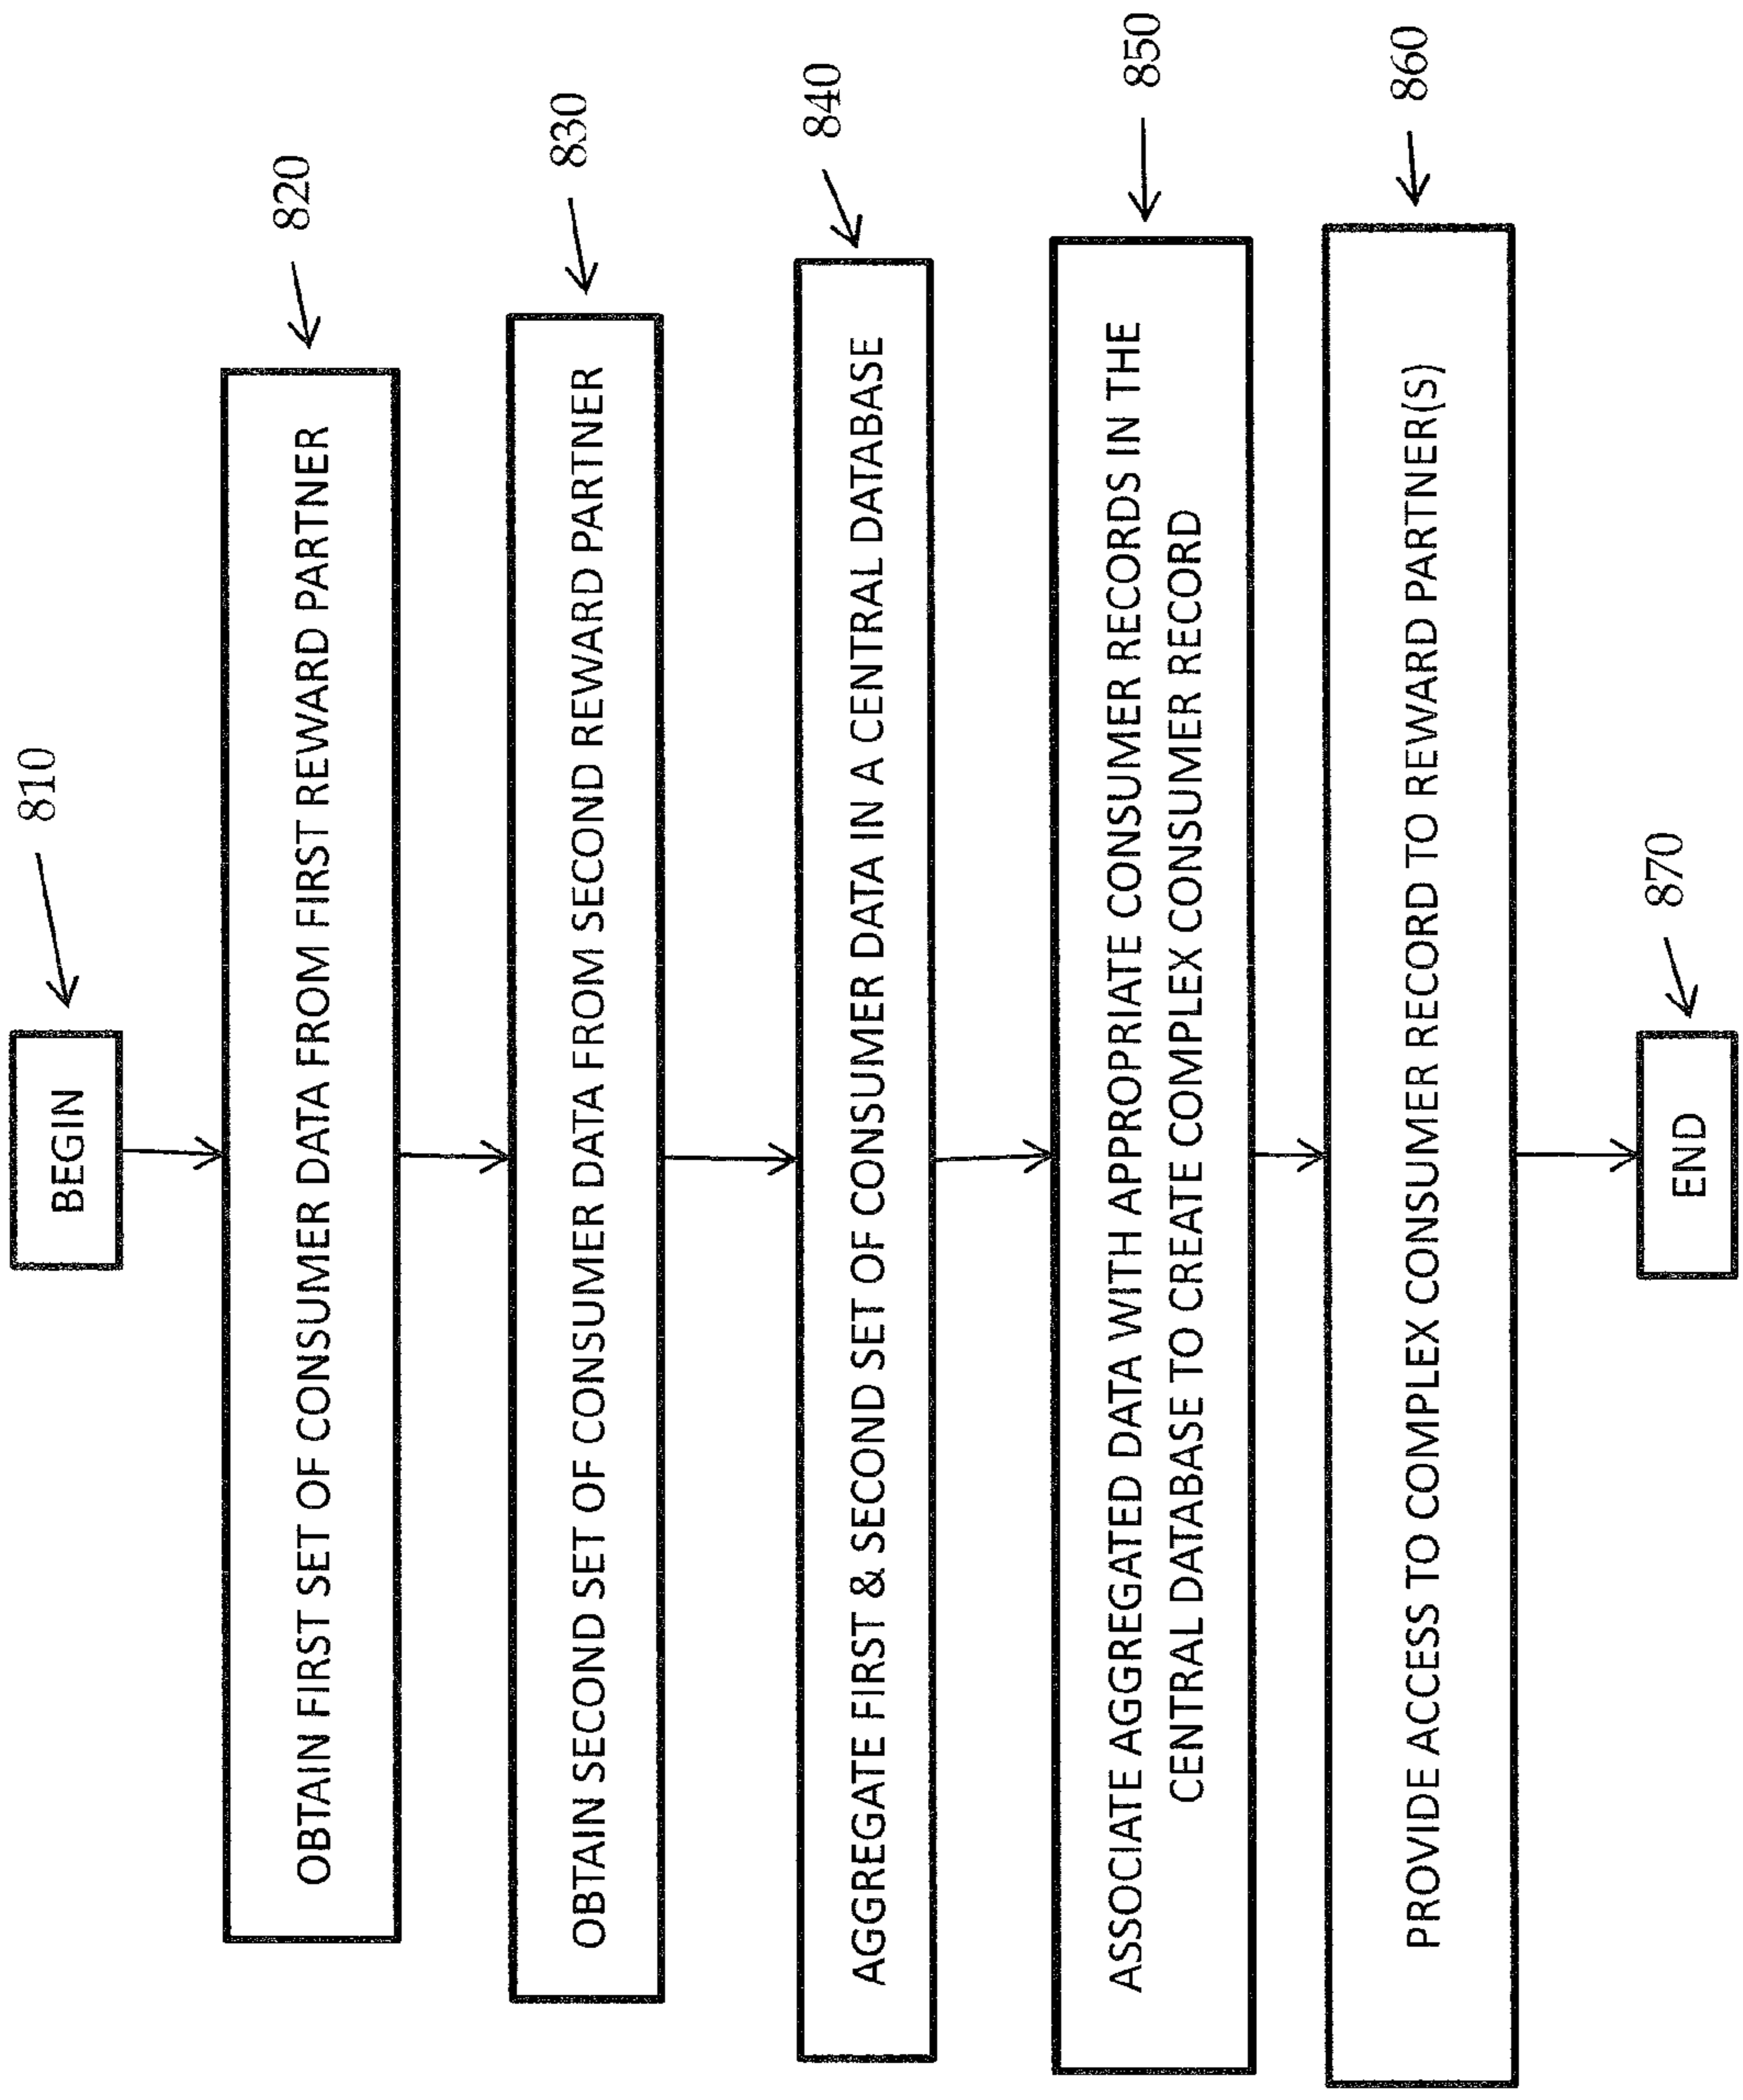 810
BEGIN
820
OBTAIN FIRST SET OF CONSUMER DATA FROM FIRST REWARD PARTNER
830
OBTAIN SECOND SET OF CONSUMER DATA FROM SECOND REWARD PARTNER
840
AGGREGATE FIRST & SECOND SET OF CONSUMER DATA IN A CENTRAL DATABASE
850
ASSOCIATE AGGREGATED DATA WITH APPROPRIATE CONSUMER RECORDS IN THE
CENTRAL DATABASE TO CREATE COMPLEX CONSUMER RECORD
860
PROVIDE ACCESS TO COMPLEX CONSUMER RECORD TO REWARD PARTNER(S)
870
END